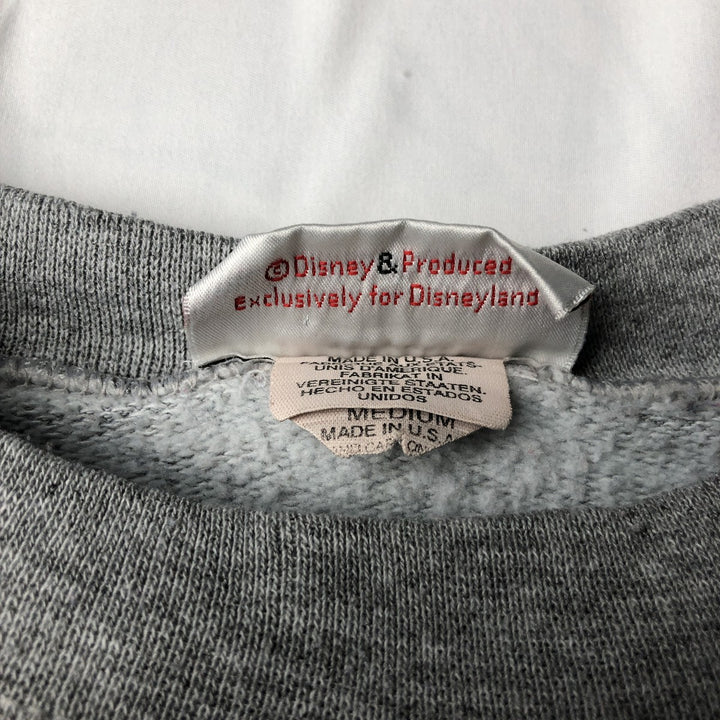 ©Disney&Produced
Exclusively for Disneyland
MADE IN U.S.A.
UNIS D'AMERIQUE.
FABRIKAT IN
VEREINIGTE STAATEN.
HECHO EN ESTADOS
UNIDOS
MEDIUM
MADE IN U.S.A